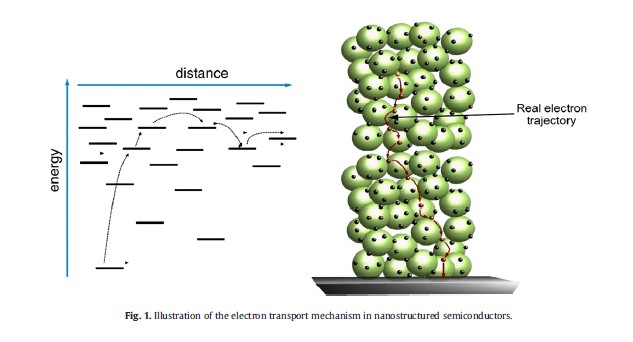 distance
energy
Real electron
trajectory
Fig. 1. Illustration of the electron transport mechanism in nanostructured semiconductors.